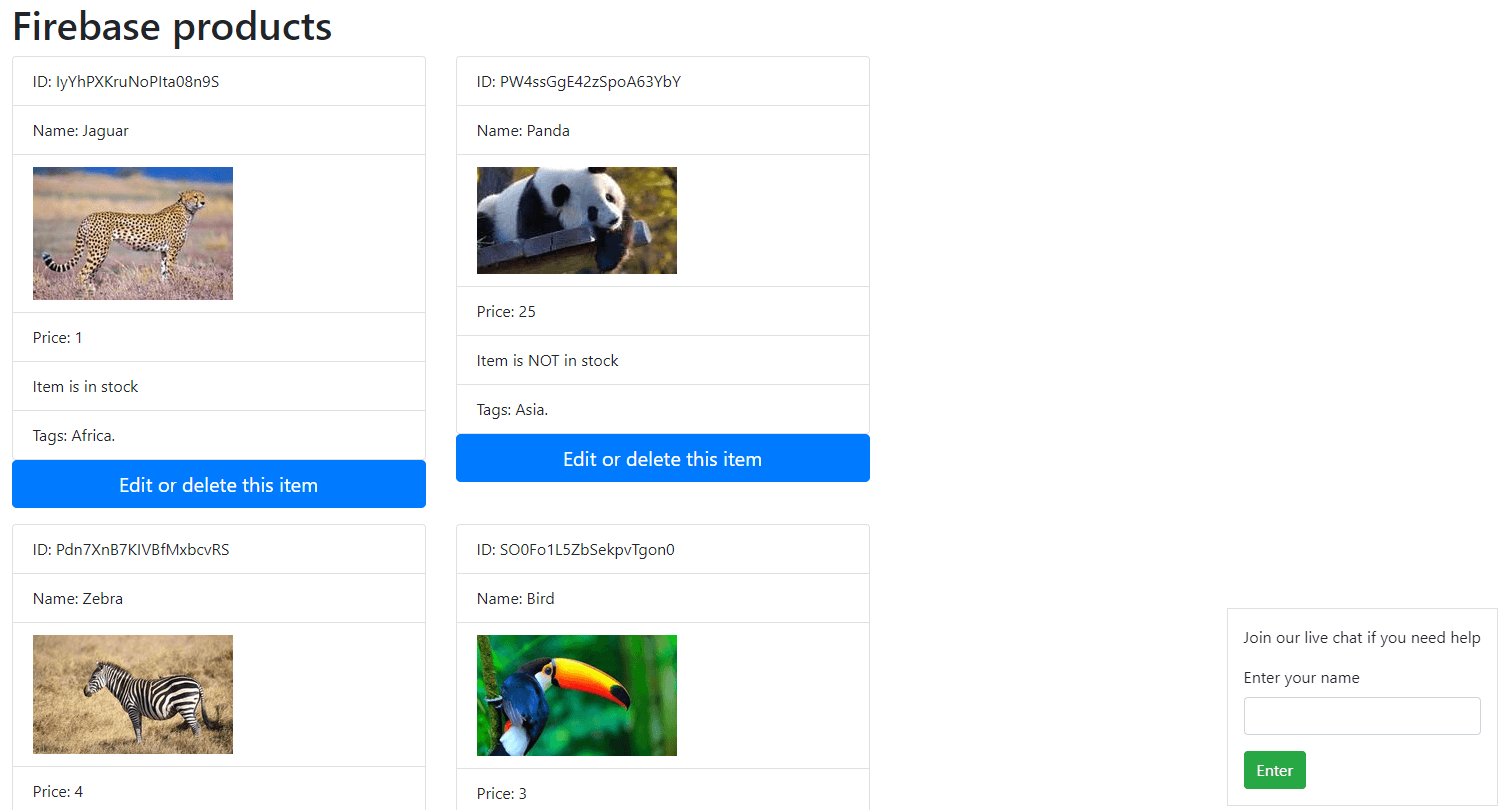 Firebase products
ID: IyYhPXKruNoPIta08n9S
Name: Jaguar
Price: 1
Item is in stock
Tags: Africa.
Edit or delete this item
ID: PW4ssGgE42zSpoA63YbY
Name: Panda
Price: 25
Item is NOT in stock
Tags: Asia.
Edit or delete this item
ID: Pdn7XnB7KIVBfMxbcvRS
Name: Zebra
Price: 4
ID: SO0Fo1L5ZbSekpvTgon0
Name: Bird
Price: 3
Join our live chat if you need help
Enter your name
Enter